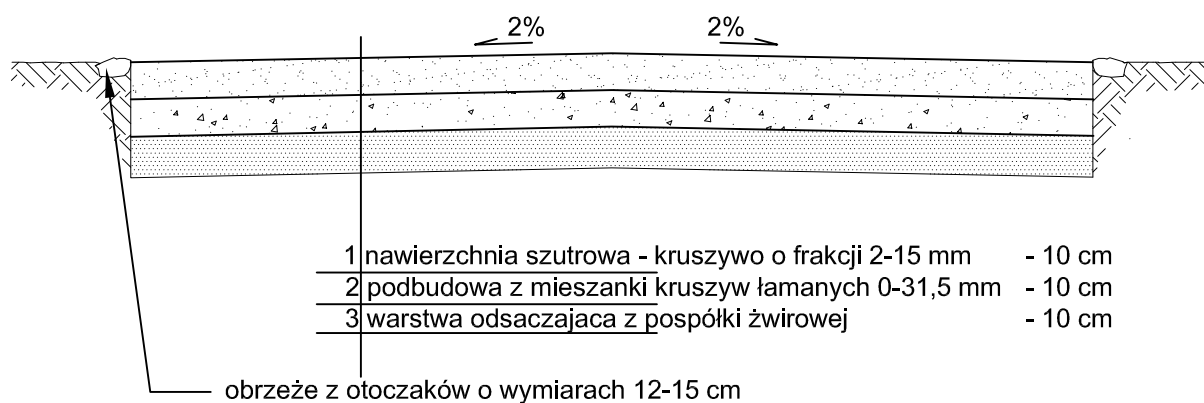 2% 2%
1 nawierzchnia szutrowa - kruszywo o frakcji 2-15 mm - 10 cm
2 podbudowa z mieszanki kruszyw łamanych 0-31,5 mm - 10 cm
3 warstwa odsaczajaca z pospółki żwirowej - 10 cm
obrzeże z otoczaków o wymiarach 12-15 cm